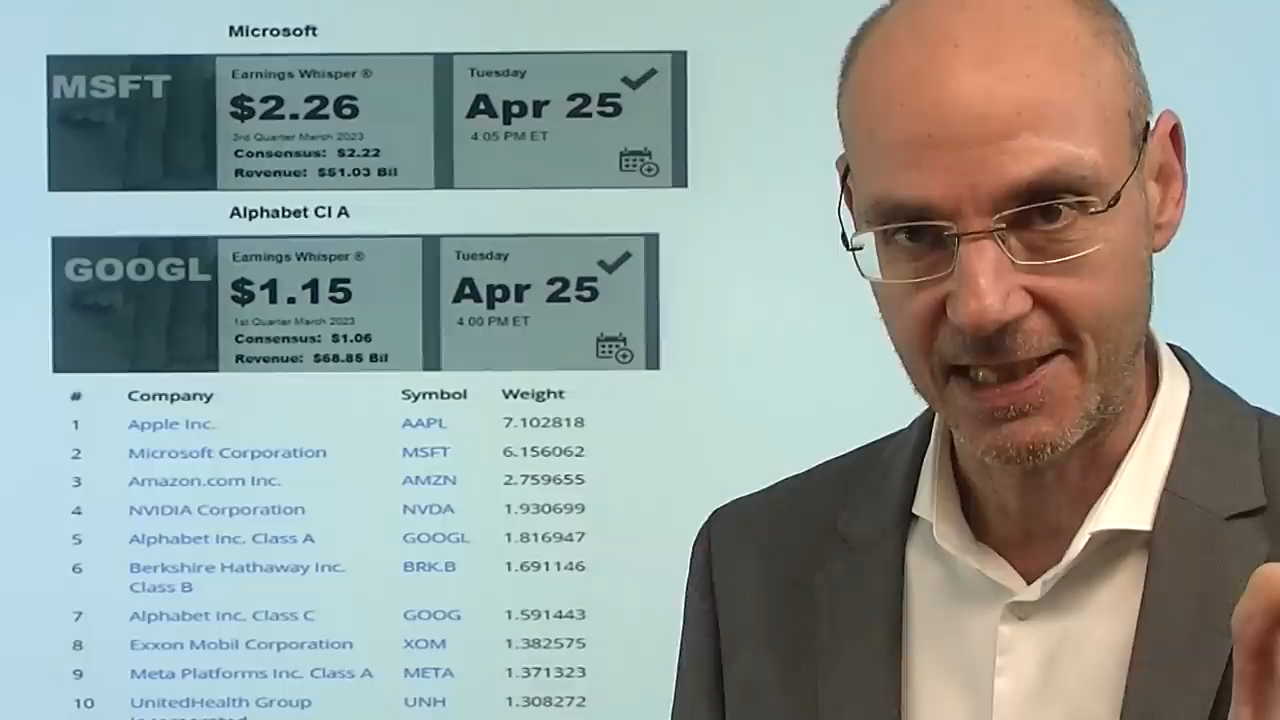 Microsoft
MSFT
Earnings Whisper ®
$2.26
3rd Quarter March 2023
Consensus: $2.22
Revenue: $51.03 Bil
Tuesday
Apr 25
4:05 PM ET
Alphabet Cl A
GOOGL
Earnings Whisper ®
$1.15
1st Quarter March 2023
Consensus: $1.06
Revenue: $68.85 Bil
Tuesday
Apr 25
4:00 PM ET
# Company Symbol Weight
1 Apple Inc. AAPL 7.102818
2 Microsoft Corporation MSFT 6.156062
3 Amazon.com Inc. AMZN 2.759655
4 NVIDIA Corporation NVDA 1.930699
5 Alphabet Inc. Class A GOOGL 1.816947
6 Berkshire Hathaway Inc. BRK.B 1.691146
Class B
7 Alphabet Inc. Class C GOOG 1.591443
8 Exxon Mobil Corporation XOM 1.382575
9 Meta Platforms Inc. Class A META 1.371323
10 UnitedHealth Group UNH 1.308272